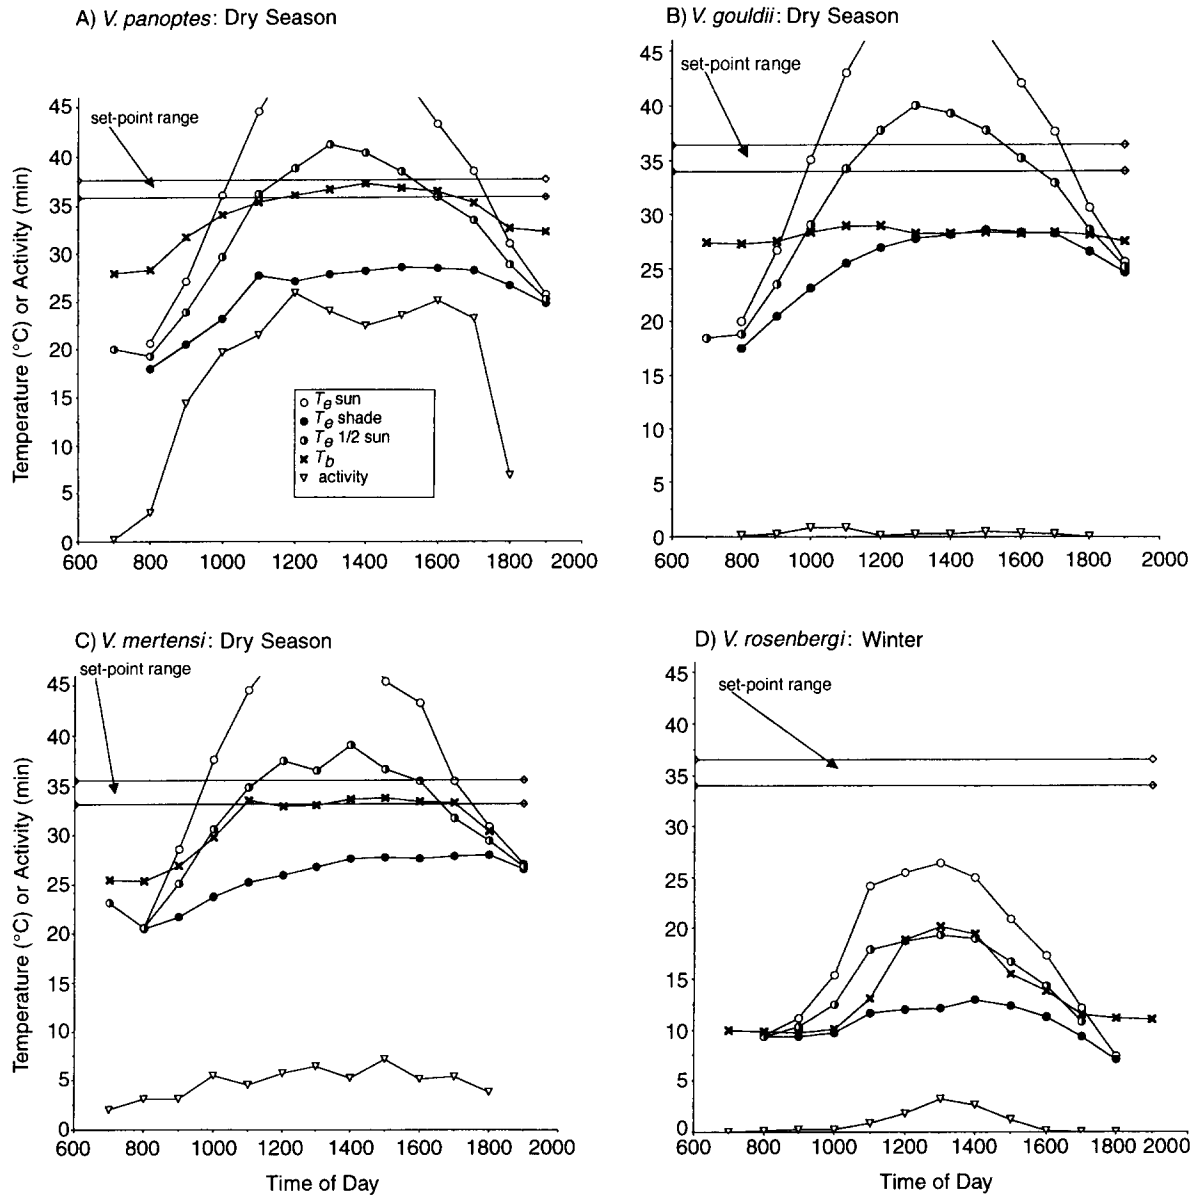 A) V. panoptes: Dry Season
set-point range
45
40
35
30
25
20
15
10
5
0
600 800 1000 1200 1400 1600 1800 2000
Temperature (°C) or Activity (min)
Te sun
Te shade
Te 1/2 sun
Tb
activity
B) V. gouldii: Dry Season
set-point range
45
40
35
30
25
20
15
10
5
0
600 800 1000 1200 1400 1600 1800 2000
C) V. mertensi: Dry Season
set-point range
45
40
35
30
25
20
15
10
5
0
600 800 1000 1200 1400 1600 1800 2000
Temperature (°C) or Activity (min)
Time of Day
D) V. rosenbergi: Winter
set-point range
45
40
35
30
25
20
15
10
5
0
600 800 1000 1200 1400 1600 1800 2000
Time of Day